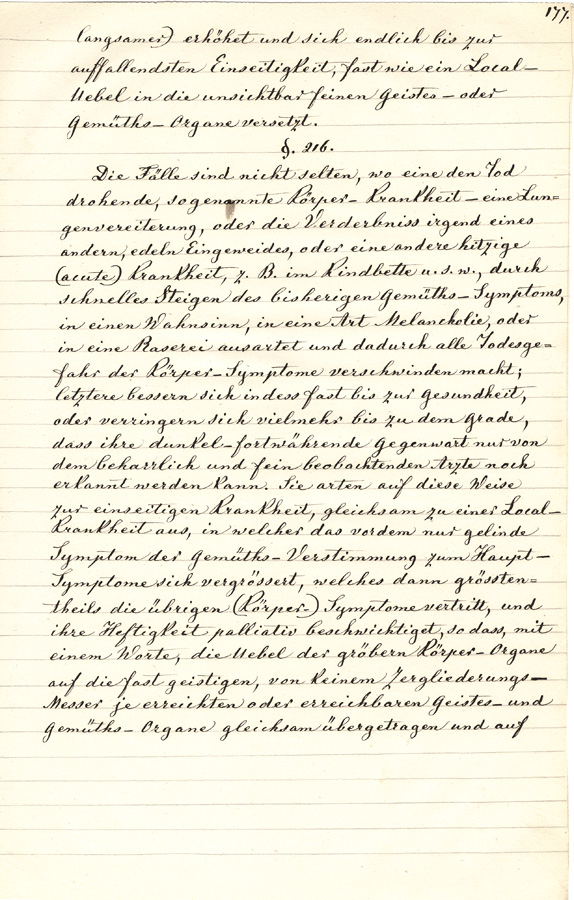 177.
langsamer) erhöhet und sich endlich bis zur
auffallendsten Einseitigkeit, fast wie ein Local-
Uebel in die unsichtbar feinen Geistes- oder
Gemüths- Organe versetzt.
§. 216.
Die Fälle sind nicht selten, wo eine den Tod
drohende, sogenannte Körper- Krankheit - eine Lun=
genvereiterung, oder die Verderbniss irgend eines
andern, edeln Eingeweides, oder eine andere hitzige
(acute) Krankheit, z. B. im Kindbette u. s. w., durch
schnelles Steigen des bisherigen Gemüths- Symptoms,
in einen Wahnsinn, in eine Art Melancholie, oder
in eine Raserei ausartet und dadurch alle Todesge=
fahr der Körper- Symptome verschwinden macht;
letztere bessern sich indess fast bis zur Gesundheit,
oder verringern sich vielmehr bis zu dem Grade,
dass ihre dunkel-fortwährende Gegenwart nur von
dem beharrlich und fein beobachtenden Arzte noch
erkannt werden kann. Sie arten auf diese Weise
zur einseitigen Krankheit, gleichsam zu einer Local-
Krankheit aus, in welcher das vordem nur gelinde
Symptom der Gemüths- Verstimmung zum Haupt-
Symptome sich vergrössert, welches dann grössten=
theils die übrigen (Körper-) Symptome vertritt, und
ihre Heftigkeit palliativ beschwichtiget, so dass, mit
einem Worte, die Uebel der gröbern Körper- Organe
auf die fast geistigen, von keinem Zergliederungs-
Messer je erreichten oder erreichbaren Geistes- und
Gemüths- Organe gleichsam übergetragen und auf